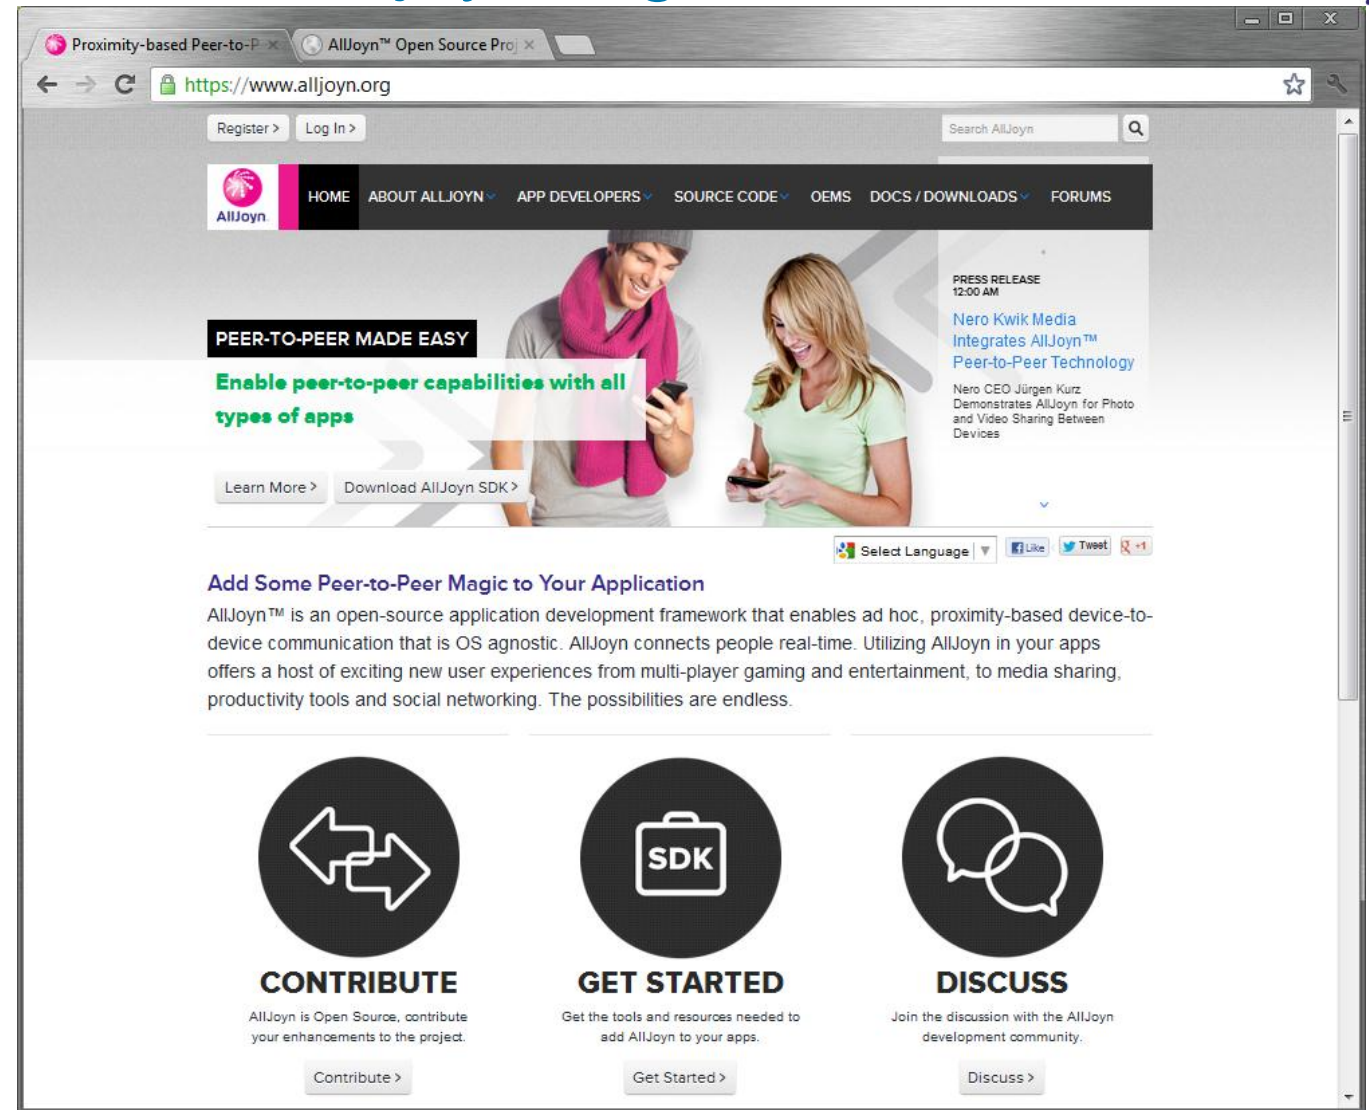 Proximity-based Peer-to-P
AllJoyn™ Open Source Proj
https://www.alljoyn.org
Register >
Log In >
Search AllJoyn
AllJoyn.
HOME
ABOUT ALLJOYN
APP DEVELOPERS
SOURCE CODE
OEMS
DOCS / DOWNLOADS
FORUMS
PRESS RELEASE
12:00 AM
Nero Kwik Media
Integrates AllJoyn™
Peer-to-Peer Technology
Nero CEO Jürgen Kurz
Demonstrates AllJoyn for Photo
and Video Sharing Between
Devices
PEER-TO-PEER MADE EASY
Enable peer-to-peer capabilities with all
types of apps
Learn More >
Download AllJoyn SDK >
Select Language
Like
Tweet
+1
Add Some Peer-to-Peer Magic to Your Application
AllJoyn™ is an open-source application development framework that enables ad hoc, proximity-based device-to-
device communication that is OS agnostic. AllJoyn connects people real-time. Utilizing AllJoyn in your apps
offers a host of exciting new user experiences from multi-player gaming and entertainment, to media sharing,
productivity tools and social networking. The possibilities are endless.
SDK
CONTRIBUTE
AllJoyn is Open Source, contribute
your enhancements to the project.
Contribute >
GET STARTED
Get the tools and resources needed to
add AllJoyn to your apps.
Get Started >
DISCUSS
Join the discussion with the AllJoyn
development community.
Discuss >